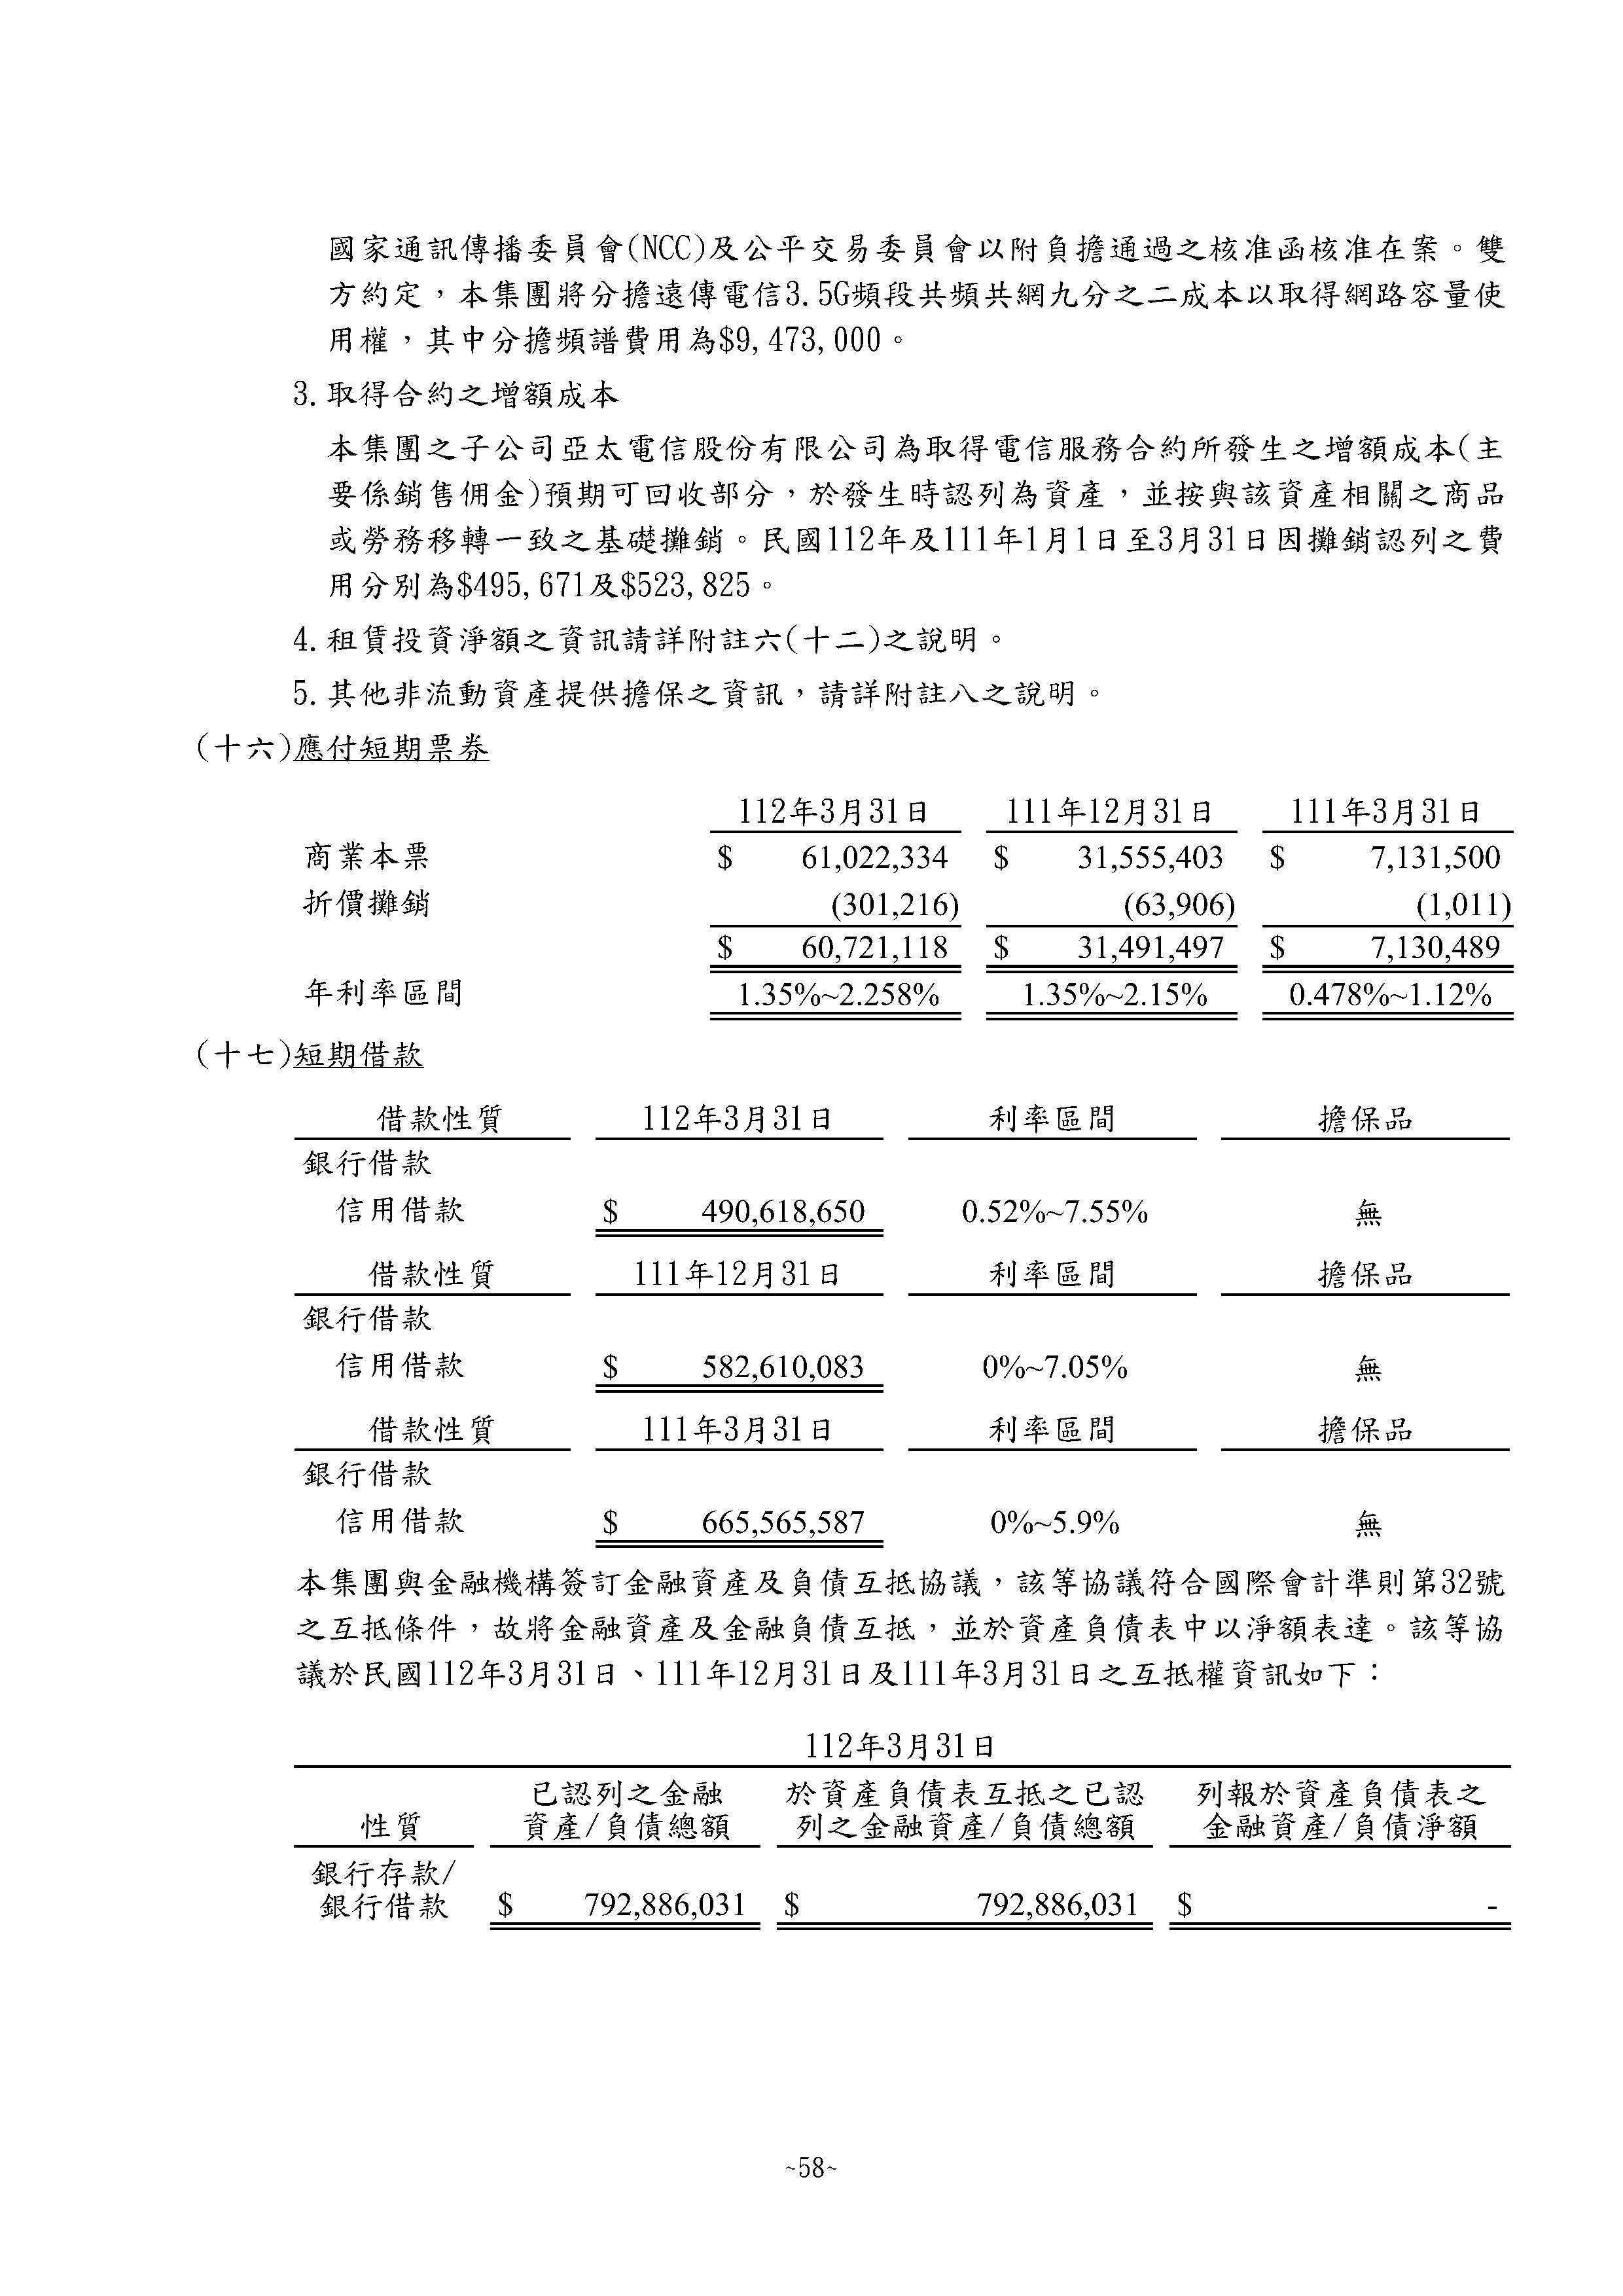 國家通訊傳播委員會(NCC)及公平交易委員會以附負擔通過之核准函核准在案。雙
方約定，本集團將分擔遠傳電信3.5G頻段共頻共網九分之二成本以取得網路容量使
用權，其中分擔頻譜費用為$9,473,000。
3.取得合約之增額成本
本集團之子公司亞太電信股份有限公司為取得電信服務合約所發生之增額成本(主
要係銷售佣金)預期可回收部分，於發生時認列為資產，並按與該資產相關之商品
或勞務移轉一致之基礎攤銷。民國112年及111年1月1日至3月31日因攤銷認列之費
用分別為$495,671及$523,825。
4.租賃投資淨額之資訊請詳附註六(十二)之說明。
5.其他非流動資產提供擔保之資訊，請詳附註八之說明。
(十六)應付短期票券
112年3月31日 111年12月31日 111年3月31日
商業本票 $ 61,022,334 $ 31,555,403 $ 7,131,500
折價攤銷 (301,216) (63,906) (1,011)
$ 60,721,118 $ 31,491,497 $ 7,130,489
年利率區間 1.35%~2.258% 1.35%~2.15% 0.478%~1.12%
(十七)短期借款
借款性質 112年3月31日 利率區間 擔保品
銀行借款
信用借款 $ 490,618,650 0.52%~7.55% 無
借款性質 111年12月31日 利率區間 擔保品
銀行借款
信用借款 $ 582,610,083 0%~7.05% 無
借款性質 111年3月31日 利率區間 擔保品
銀行借款
信用借款 $ 665,565,587 0%~5.9% 無
本集團與金融機構簽訂金融資產及負債互抵協議，該等協議符合國際會計準則第32號
之互抵條件，故將金融資產及金融負債互抵，並於資產負債表中以淨額表達。該等協
議於民國112年3月31日、111年12月31日及111年3月31日之互抵權資訊如下：
112年3月31日
已認列之金融 於資產負債表互抵之已認 列報於資產負債表之
性質 資產/負債總額 列之金融資產/負債總額 金融資產/負債淨額
銀行存款/
銀行借款 $ 792,886,031 $ 792,886,031 $ -
~58~